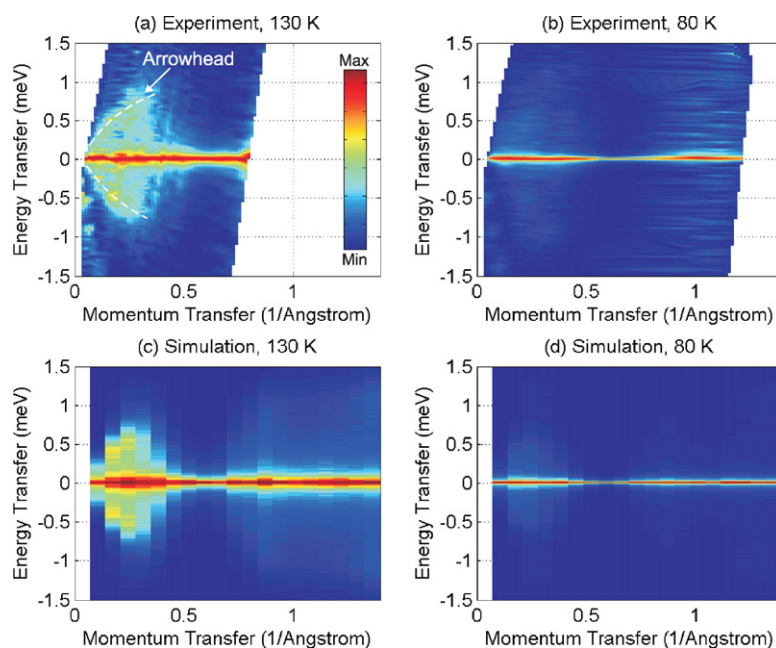 (a) Experiment, 130 K
(b) Experiment, 80 K
Arrowhead
Max
Min
1.5
1
0.5
0
-0.5
-1
-1.5
Energy Transfer (meV)
0
0.5
1
Momentum Transfer (1/Angstrom)
1.5
1
0.5
0
-0.5
-1
-1.5
Energy Transfer (meV)
0
0.5
1
Momentum Transfer (1/Angstrom)
(c) Simulation, 130 K
(d) Simulation, 80 K
1.5
1
0.5
0
-0.5
-1
-1.5
Energy Transfer (meV)
0
0.5
1
Momentum Transfer (1/Angstrom)
1.5
1
0.5
0
-0.5
-1
-1.5
Energy Transfer (meV)
0
0.5
1
Momentum Transfer (1/Angstrom)